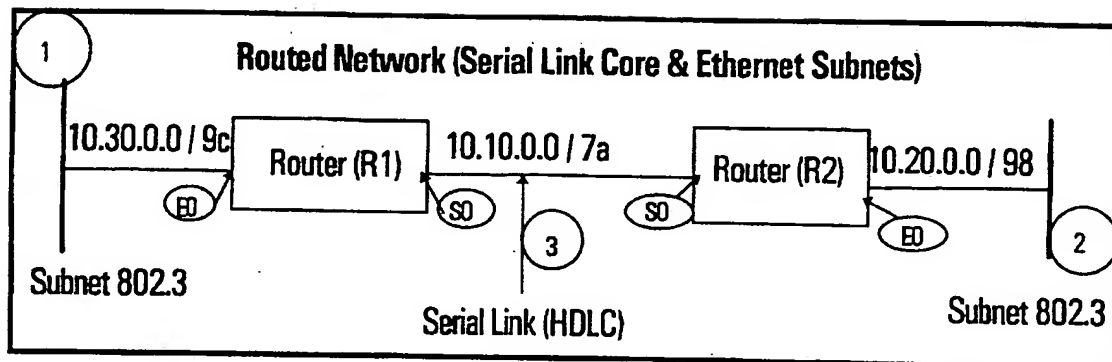 1
Routed Network (Serial Link Core & Ethernet Subnets)
10.30.0.0 / 9c
Router (R1)
10.10.0.0 / 7a
Router (R2)
10.20.0.0 / 98
E0
S0
3
S0
E0
2
Subnet 802.3
Serial Link (HDLC)
Subnet 802.3